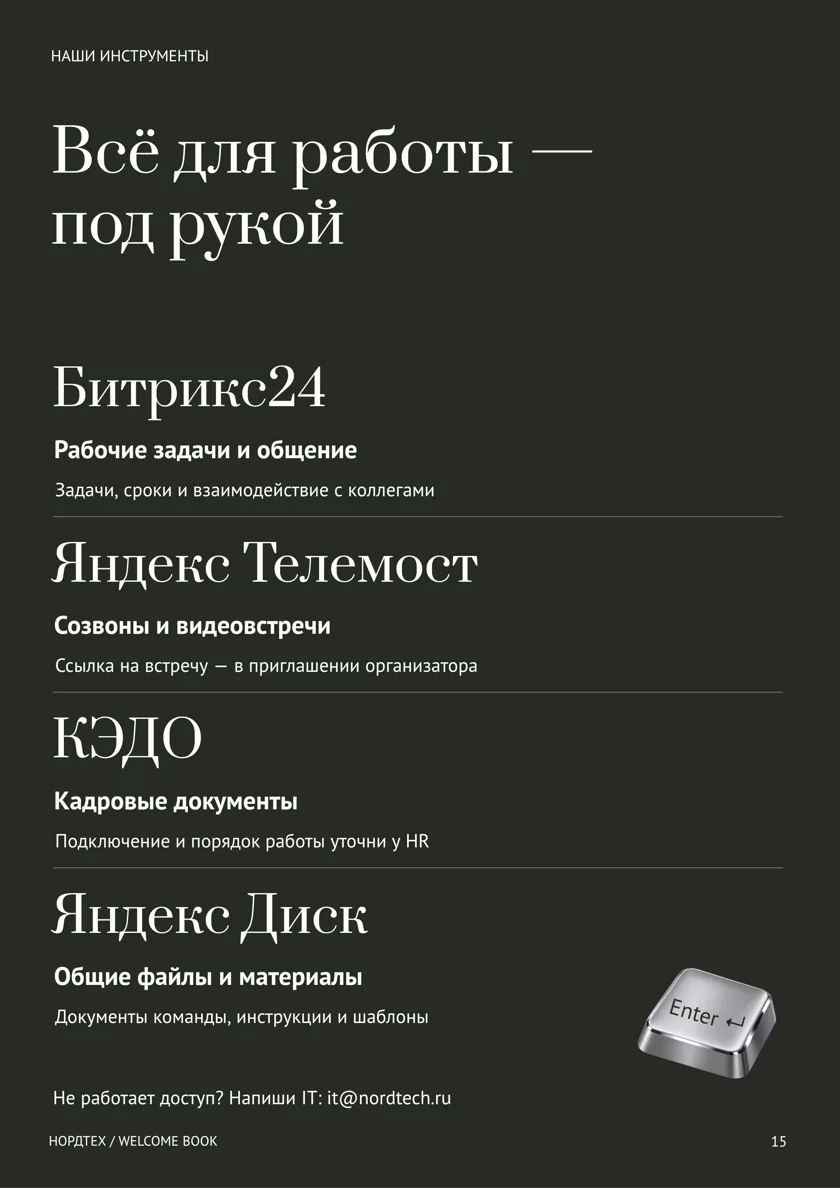 НАШИ ИНСТРУМЕНТЫ
Всё для работы —
под рукой
Битрикс24
Рабочие задачи и общение
Задачи, сроки и взаимодействие с коллегами
Яндекс Телемост
Созвоны и видеовстречи
Ссылка на встречу — в приглашении организатора
КЭДО
Кадровые документы
Подключение и порядок работы уточни у HR
Яндекс Диск
Общие файлы и материалы
Документы команды, инструкции и шаблоны
Enter ↵
Не работает доступ? Напиши IT: it@nordtech.ru
НОРДТЕХ / WELCOME BOOK
15